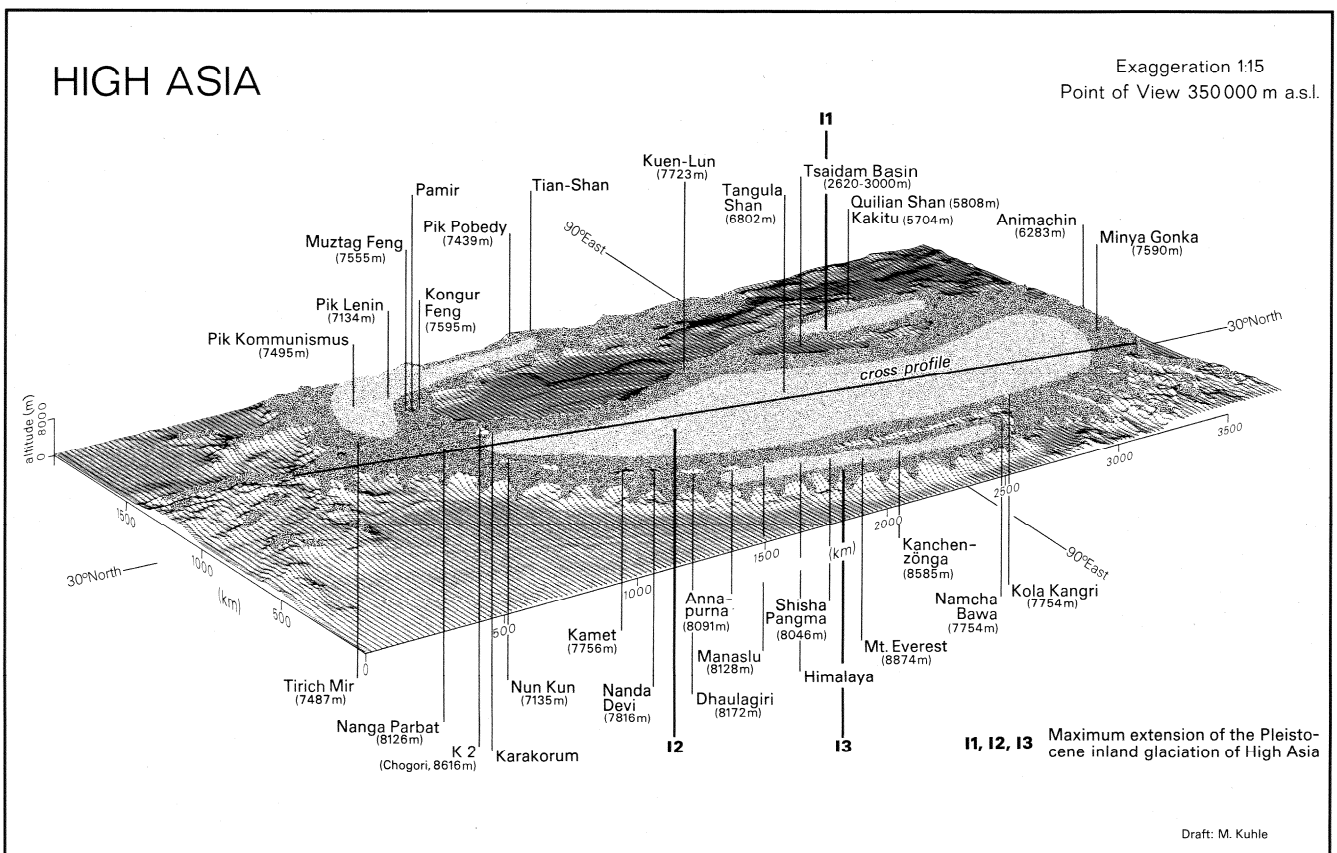 HIGH ASIA
Exaggeration 1:15
Point of View 350 000 m a.s.l.
I1
Kuen-Lun
(7723m)
Tsaidam Basin
(2620-3000m)
Pamir
Tian-Shan
Tangula
Shan
(6802m)
Quilian Shan (5808m)
Kakitu (5704m)
Pik Pobedy
(7439m)
90°East
Animachin
(6283m)
Minya Gonka
(7590m)
Muztag Feng
(7555m)
Pik Lenin
(7134m)
Kongur
Feng
(7595m)
Pik Kommunismus
(7495m)
30°North
cross profile
altitude (m)
8000
0
3500
3000
2500
2000
1500
(km)
1000
500
0
1500
1000
(km)
500
30°North
90°East
Kanchen-
zönga
(8585m)
Kola Kangri
(7754m)
Namcha
Bawa
(7754m)
Anna-
purna
(8091m)
Shisha
Pangma
(8046m)
Kamet
(7756m)
Mt. Everest
(8874m)
Manaslu
(8128m)
Himalaya
Tirich Mir
(7487m)
Nun Kun
(7135m)
Nanda
Devi
(7816m)
Dhaulagiri
(8172m)
Nanga Parbat
(8126m)
K 2
(Chogori, 8616m)
Karakorum
I2
I3
I1, I2, I3 Maximum extension of the Pleisto-
cene inland glaciation of High Asia
Draft: M. Kuhle